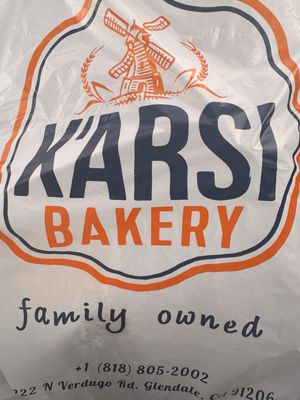 K'ARSI
BAKERY
family owned
+1 (818) 805-2002
222 N Verdugo Rd. Glendale, CA 91206